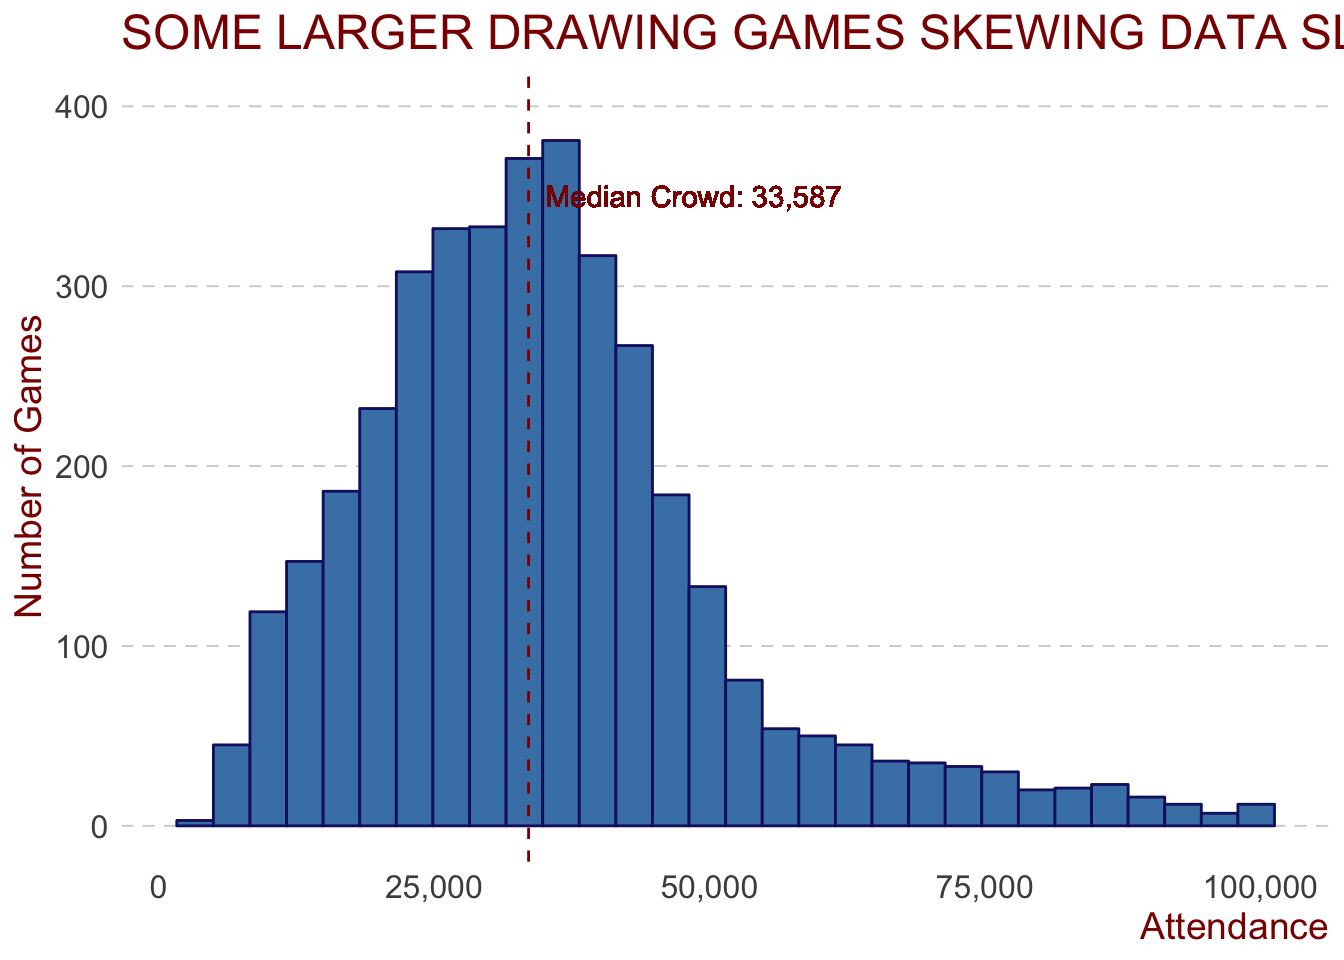 SOME LARGER DRAWING GAMES SKEWING DATA
400
300
200
100
0
Number of Games
Median Crowd: 33,587
0 25,000 50,000 75,000 100,000
Attendance